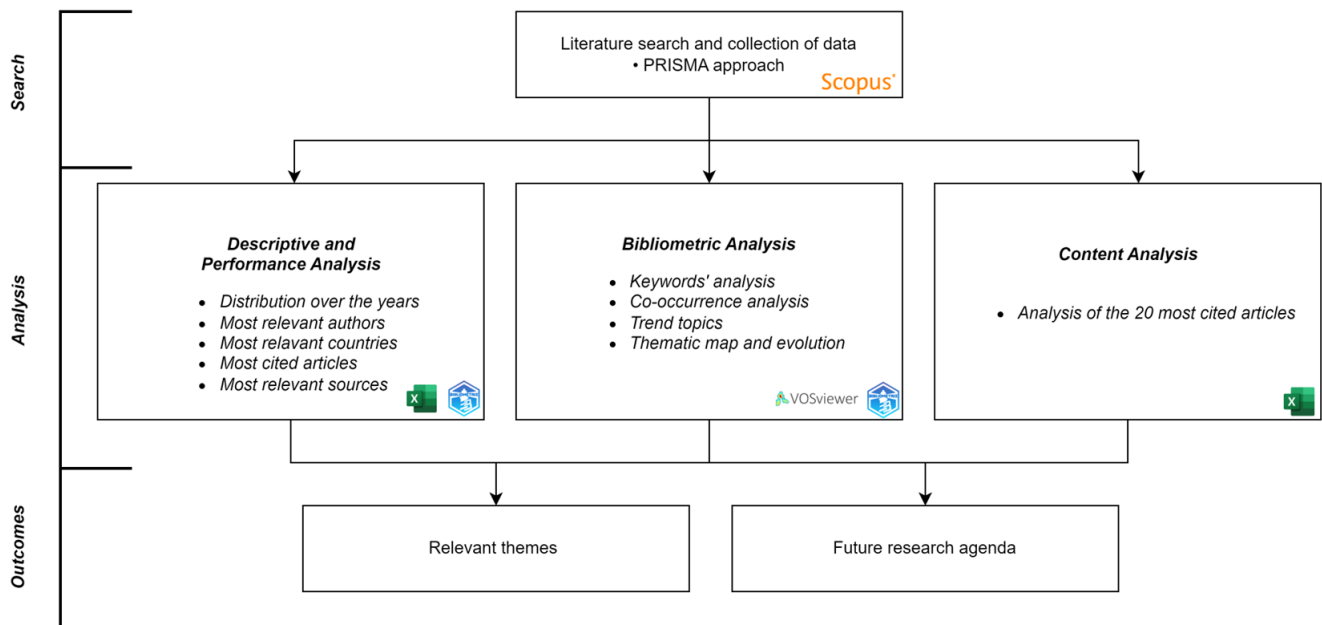 Search
Literature search and collection of data
• PRISMA approach
Scopus
Analysis
Descriptive and
Performance Analysis
• Distribution over the years
• Most relevant authors
• Most relevant countries
• Most cited articles
• Most relevant sources
X
BIBLIOMETRIX
Bibliometric Analysis
• Keywords' analysis
• Co-occurrence analysis
• Trend topics
• Thematic map and evolution
VOSviewer
BIBLIOMETRIX
Content Analysis
• Analysis of the 20 most cited articles
X
Outcomes
Relevant themes
Future research agenda